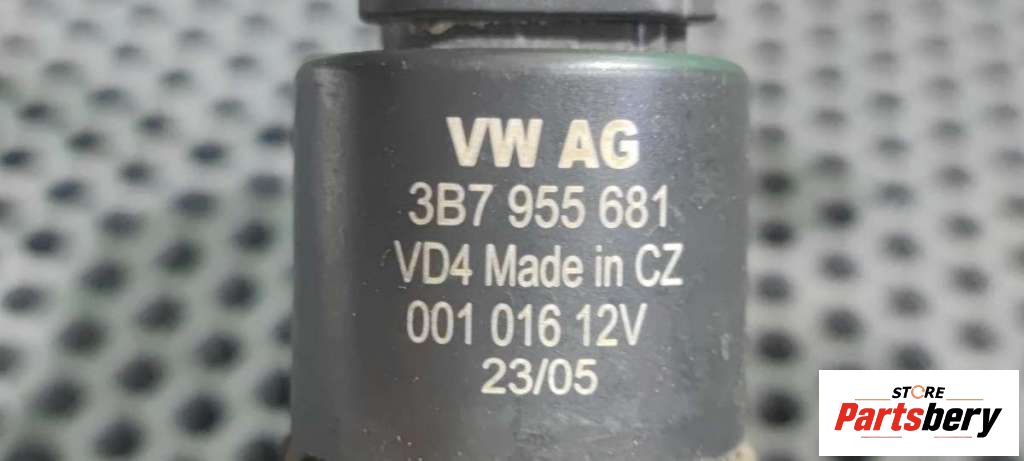 VW AG
3B7 955 681
VD4 Made in CZ
001 016 12V
23/05
STORE
Partsbery